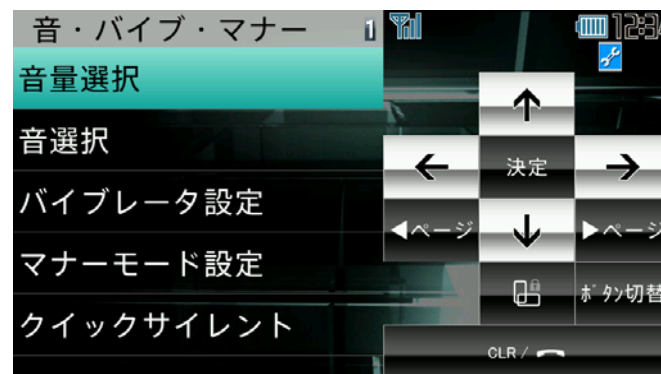 音・バイブ・マナー 1
12:34
音量選択
音選択
決定
バイブレータ設定
◀ページ
▶ページ
マナーモード設定
ボタン切替
クイックサイレント
CLR /